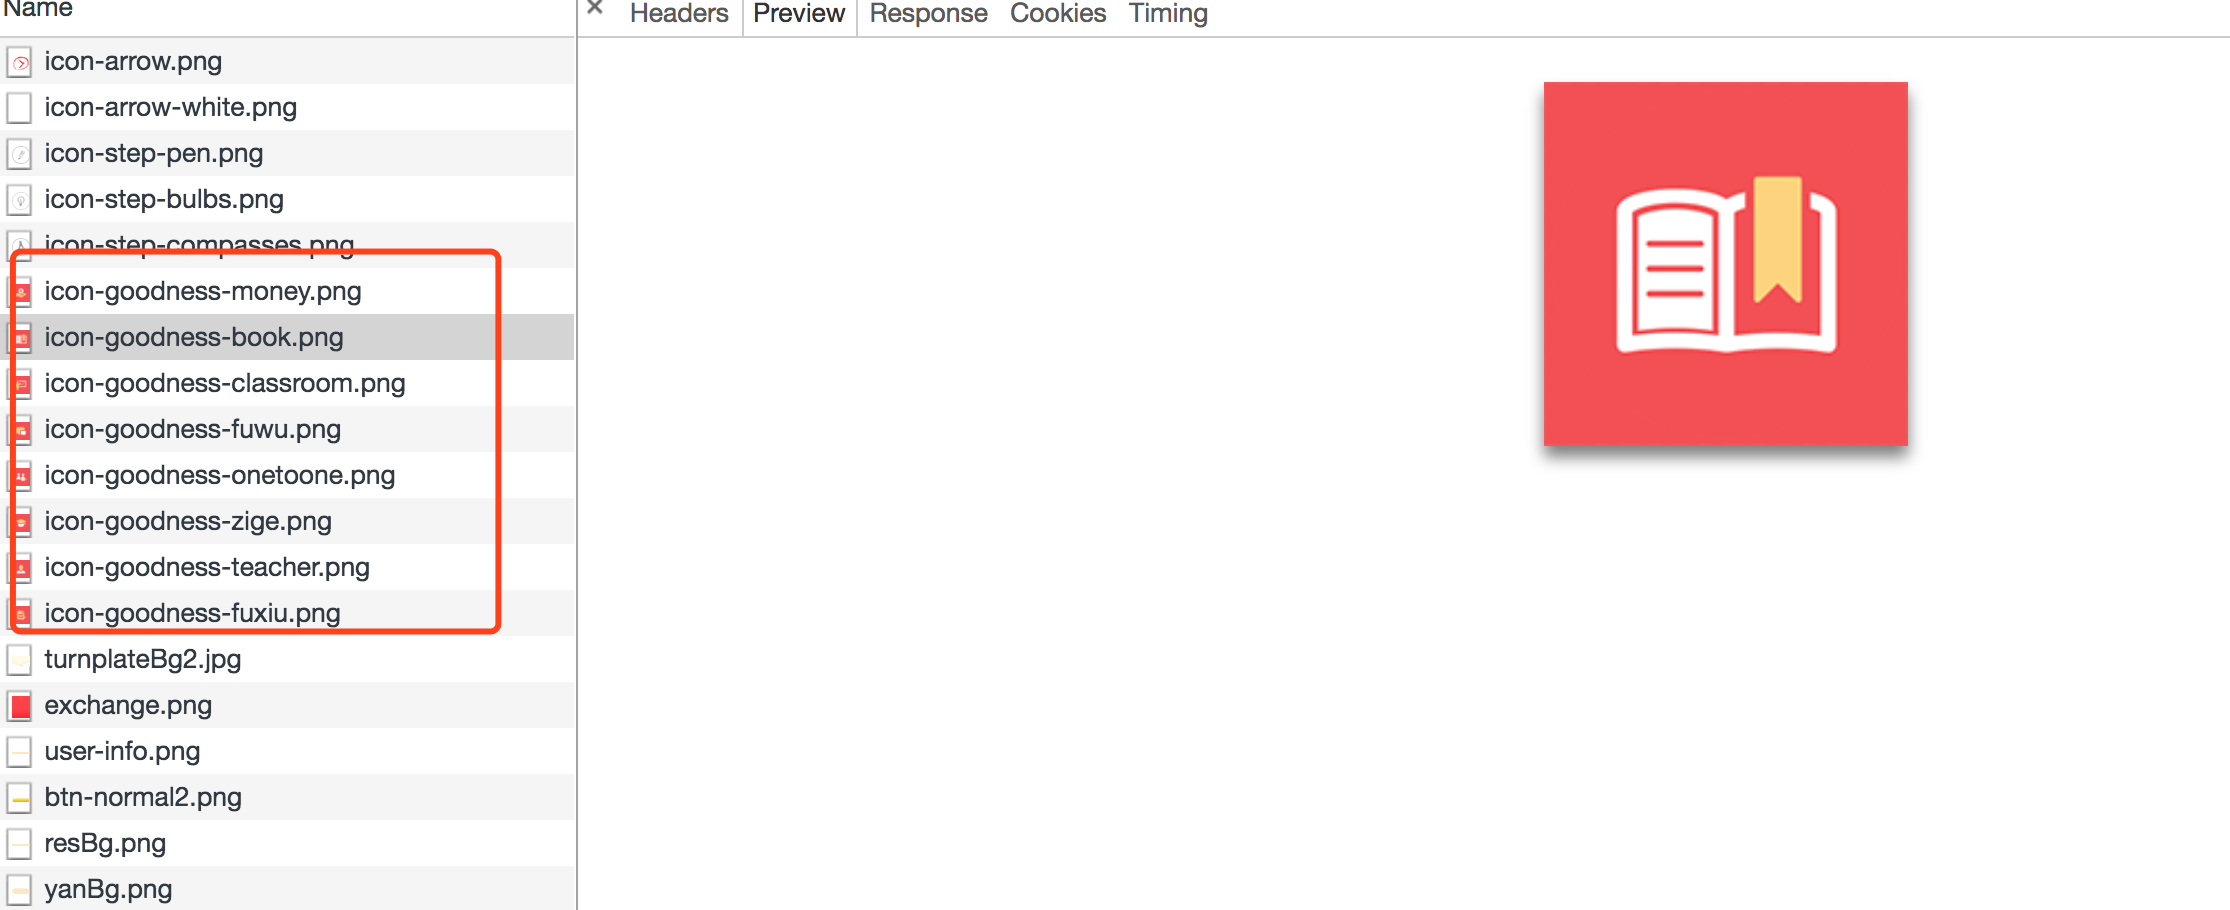 Name
× Headers Preview Response Cookies Timing
icon-arrow.png
icon-arrow-white.png
icon-step-pen.png
icon-step-bulbs.png
icon-step-compasses.png
icon-goodness-money.png
icon-goodness-book.png
icon-goodness-classroom.png
icon-goodness-fuwu.png
icon-goodness-onetoone.png
icon-goodness-zige.png
icon-goodness-teacher.png
icon-goodness-fuxiu.png
turnplateBg2.jpg
exchange.png
user-info.png
btn-normal2.png
resBg.png
yanBg.png